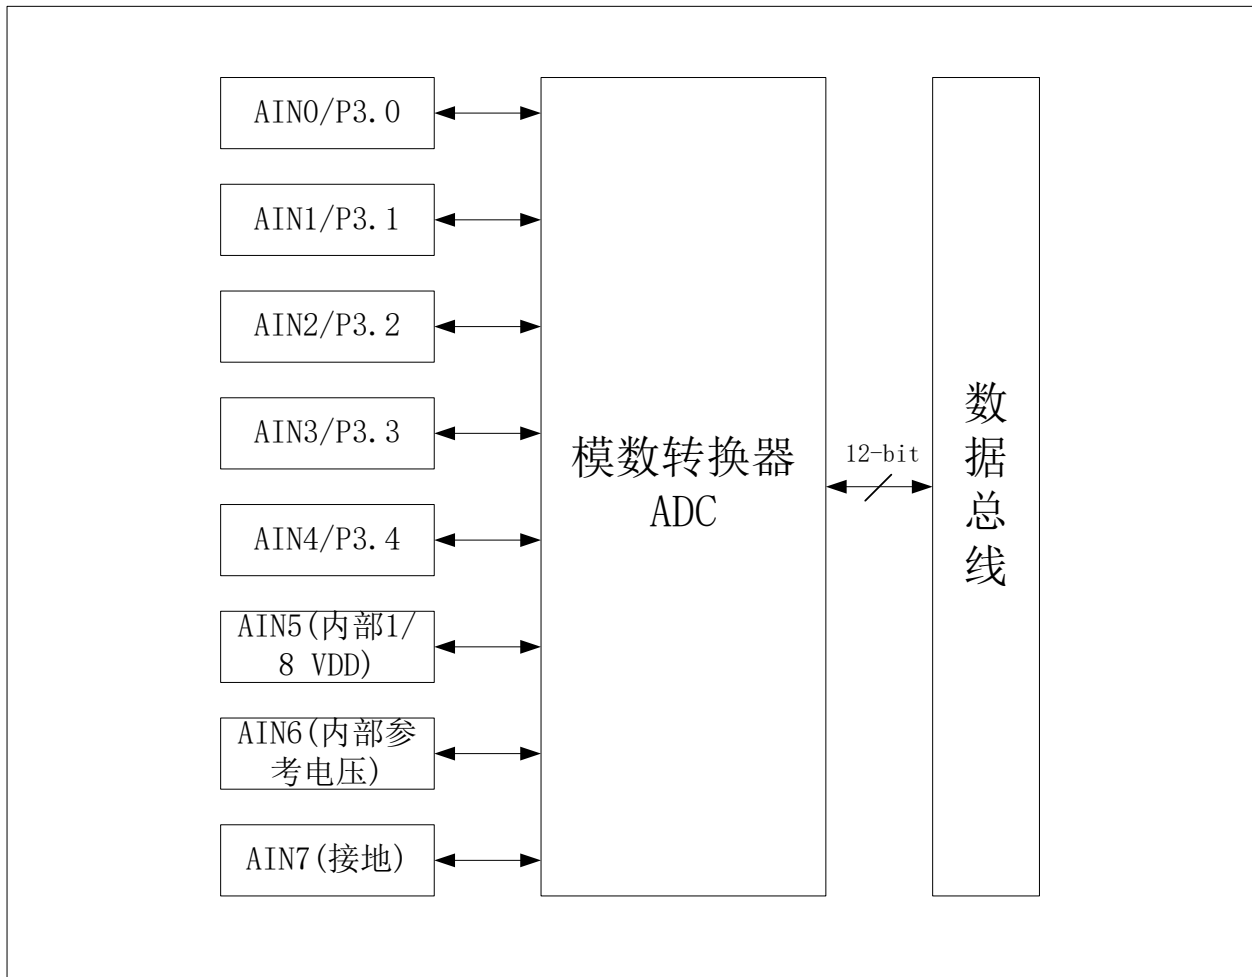 AIN0/P3.0
AIN1/P3.1
AIN2/P3.2
AIN3/P3.3
AIN4/P3.4
AIN5(内部1/
8 VDD)
AIN6(内部参
考电压)
AIN7(接地)
模数转换器
ADC
12-bit
数
据
总
线